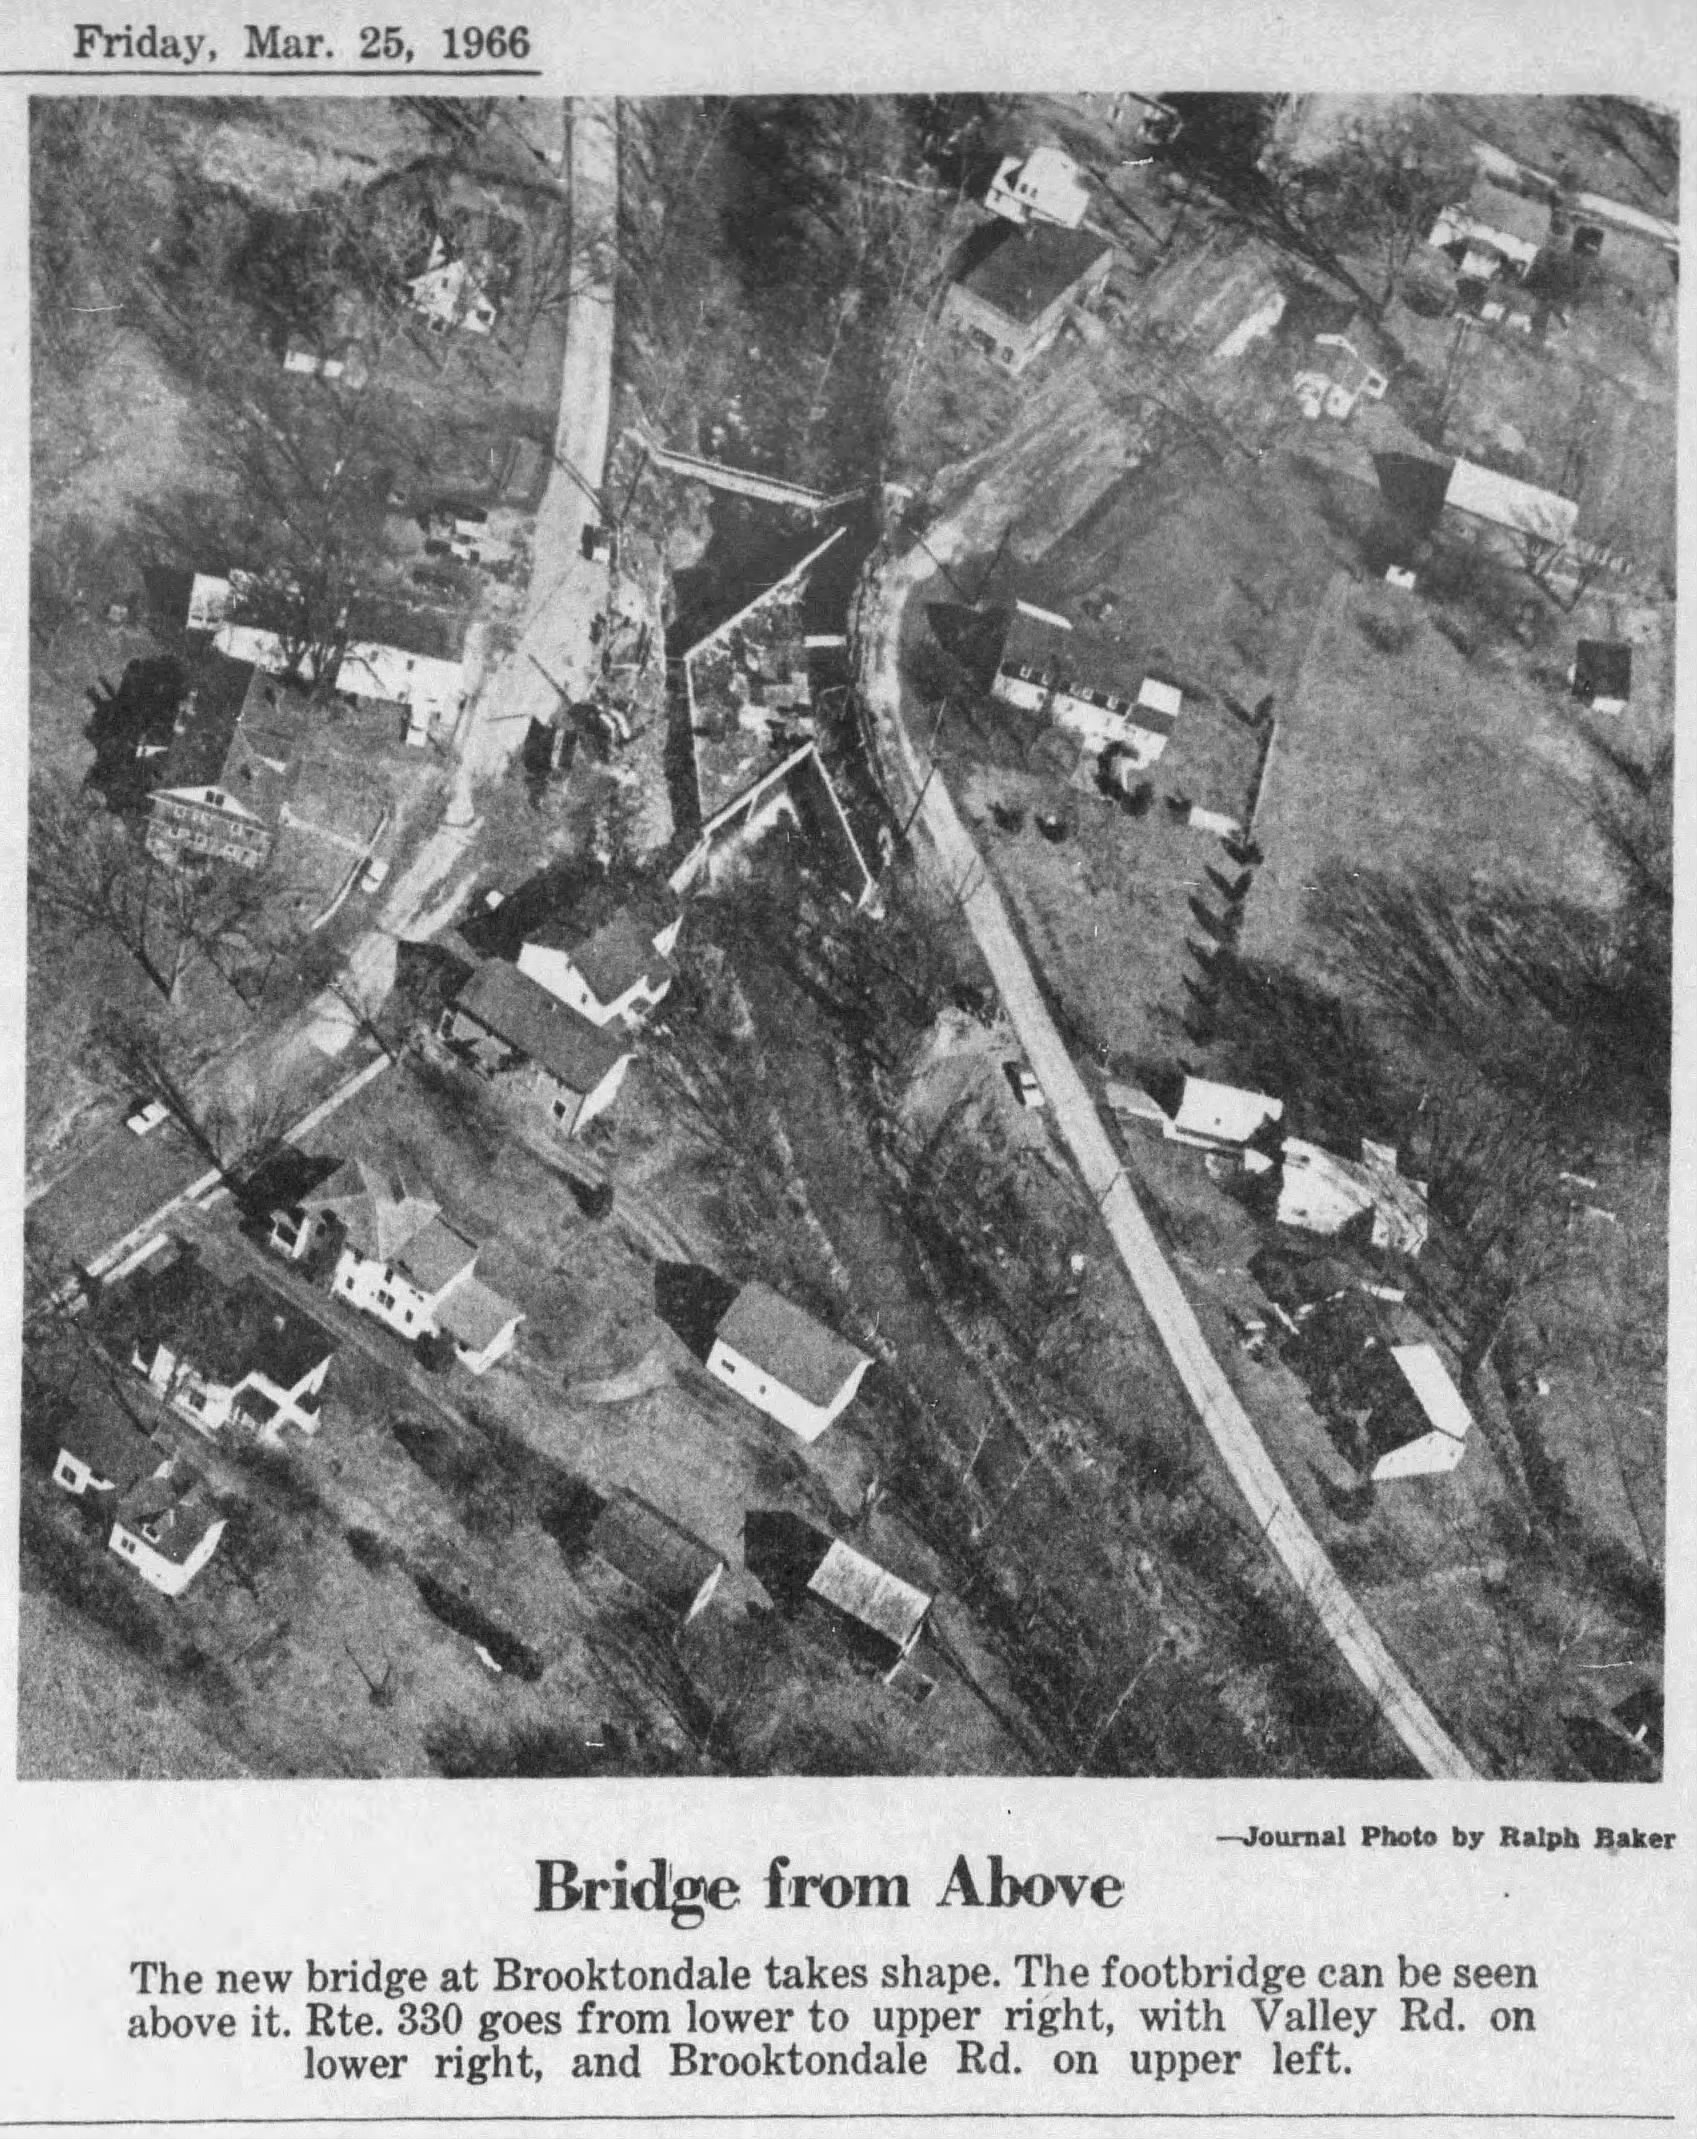 Friday, Mar. 25, 1966
—Journal Photo by Ralph Baker
Bridge from Above
The new bridge at Brooktondale takes shape. The footbridge can be seen
above it. Rte. 330 goes from lower to upper right, with Valley Rd. on
lower right, and Brooktondale Rd. on upper left.